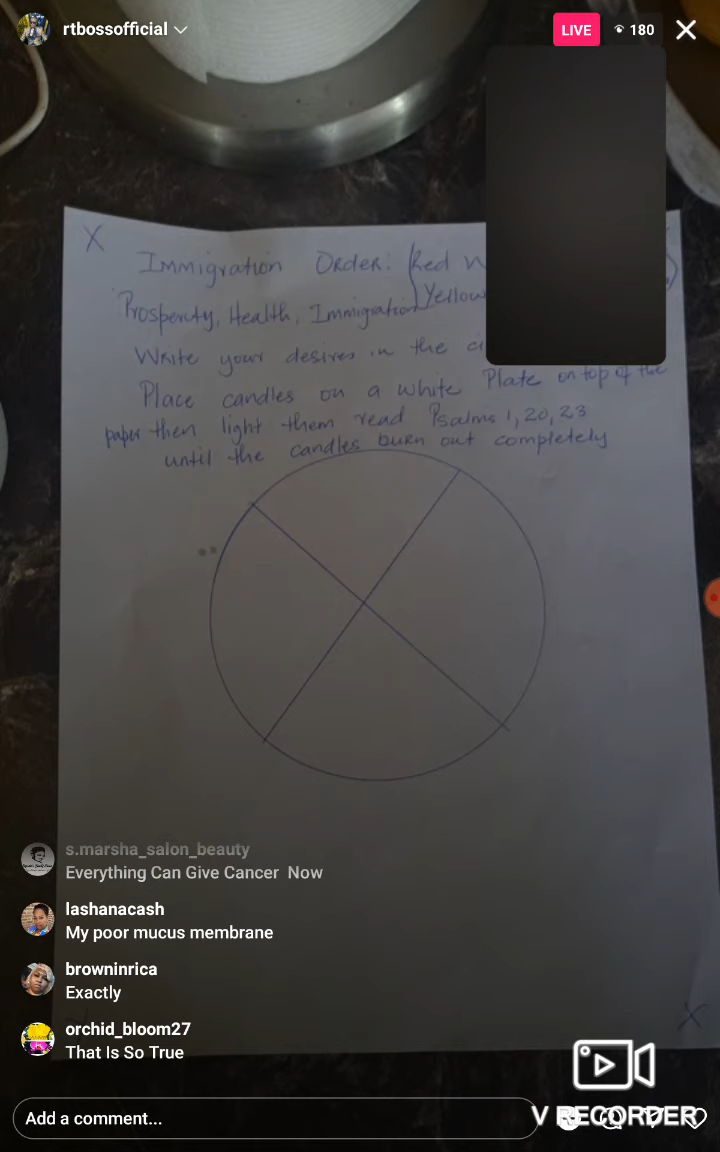 rtbossofficial
LIVE
180
X
Immigration Order: (Red
Prosperity, Health, Immigration Yellow
Write your desires in the
Place candles on a white Plate on top of the
paper then light them read Psalms 1, 20, 23
until the candles burn out completely
s.marsha_salon_beauty
Everything Can Give Cancer Now
lashanacash
My poor mucus membrane
browninrica
Exactly
orchid_bloom27
That Is So True
X
Add a comment...
V RECORDER